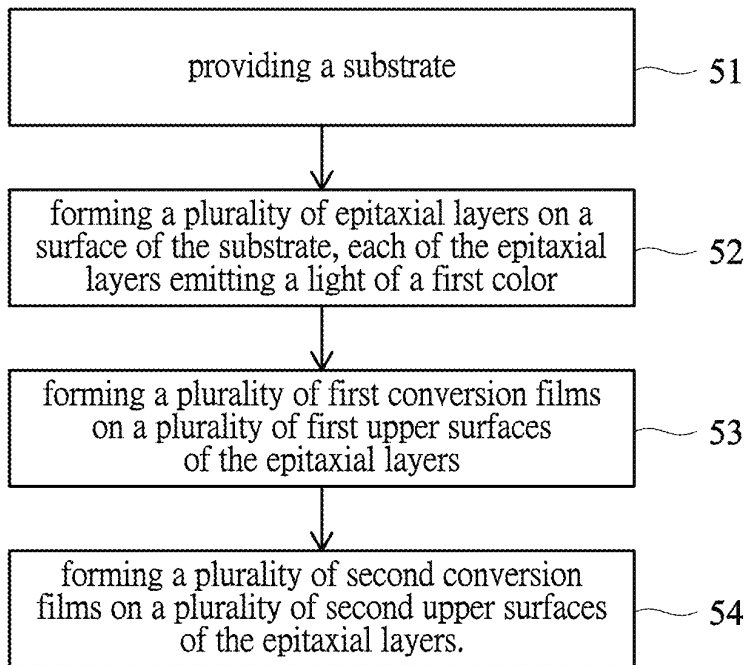 providing a substrate
51
forming a plurality of epitaxial layers on a
surface of the substrate, each of the epitaxial
layers emitting a light of a first color
52
forming a plurality of first conversion films
on a plurality of first upper surfaces
of the epitaxial layers
53
forming a plurality of second conversion
films on a plurality of second upper surfaces
of the epitaxial layers.
54